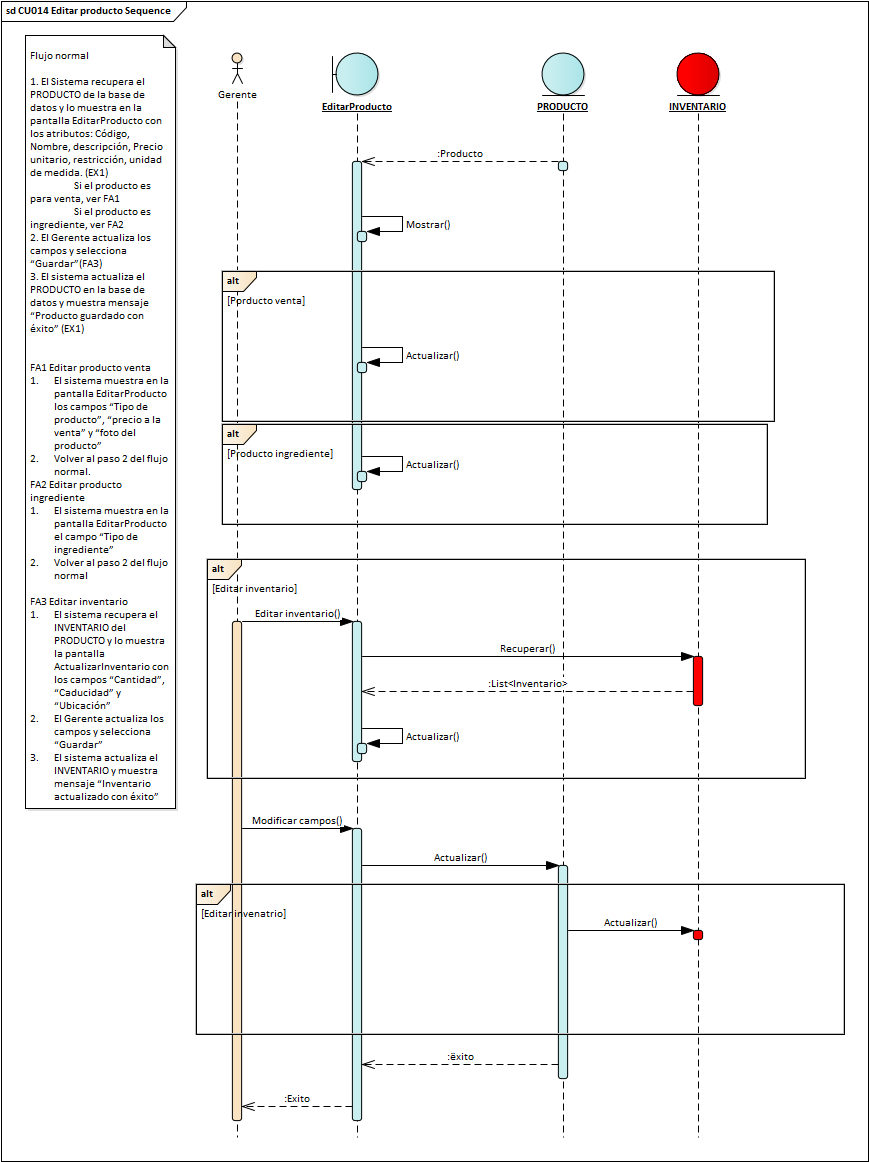 sd CU014 Editar producto Sequence
Flujo normal
1. El Sistema recupera el
PRODUCTO de la base de
datos y lo muestra en la
pantalla EditarProducto con
los atributos: Código,
Nombre, descripción, Precio
unitario, restricción, unidad
de medida. (EX1)
Si el producto es
para venta, ver FA1
Si el producto es
ingrediente, ver FA2
2. El Gerente actualiza los
campos y selecciona
“Guardar”(FA3)
3. El sistema actualiza el
PRODUCTO en la base de
datos y muestra mensaje
“Producto guardado con
éxito” (EX1)
FA1 Editar producto venta
1. El sistema muestra en la
pantalla EditarProducto
los campos “Tipo de
producto”, “precio a la
venta” y “foto del
producto”
2. Volver al paso 2 del flujo
normal.
FA2 Editar producto
ingrediente
1. El sistema muestra en la
pantalla EditarProducto
el campo “Tipo de
ingrediente”
2. Volver al paso 2 del flujo
normal
FA3 Editar inventario
1. El sistema recupera el
INVENTARIO del
PRODUCTO y lo muestra
la pantalla
ActualizarInventario con
los campos “Cantidad”,
“Caducidad” y
“Ubicación”
2. El Gerente actualiza los
campos y selecciona
“Guardar”
3. El sistema actualiza el
INVENTARIO y muestra
mensaje “Inventario
actualizado con éxito”
Gerente
EditarProducto
PRODUCTO
INVENTARIO
:Producto
Mostrar()
alt
[Porducto venta]
Actualizar()
alt
[Producto ingrediente]
Actualizar()
alt
[Editar inventario]
Editar inventario()
Recuperar()
:List<Inventario>
Actualizar()
Modificar campos()
Actualizar()
alt
[Editar invenatrio]
Actualizar()
:ëxito
:Exito